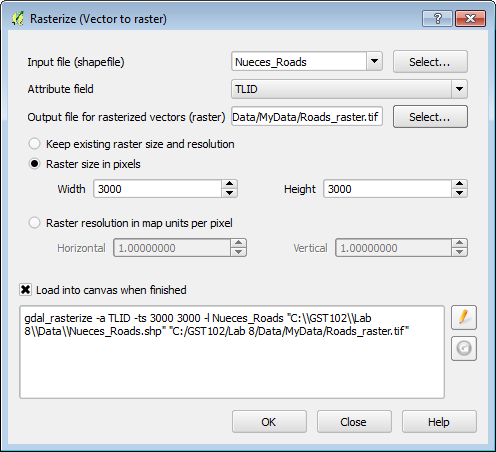 Rasterize (Vector to raster)
Input file (shapefile) Nueces_Roads Select...
Attribute field TLID
Output file for rasterized vectors (raster) Data/MyData/Roads_raster.tif Select...
Keep existing raster size and resolution
Raster size in pixels
Width 3000 Height 3000
Raster resolution in map units per pixel
Horizontal 1.00000000 Vertical 1.00000000
Load into canvas when finished
gdal_rasterize -a TLID -ts 3000 3000 -l Nueces_Roads "C:\\GST102\\Lab
8\\Data\\Nueces_Roads.shp" "C:/GST102/Lab 8/Data/MyData/Roads_raster.tif"
OK Close Help